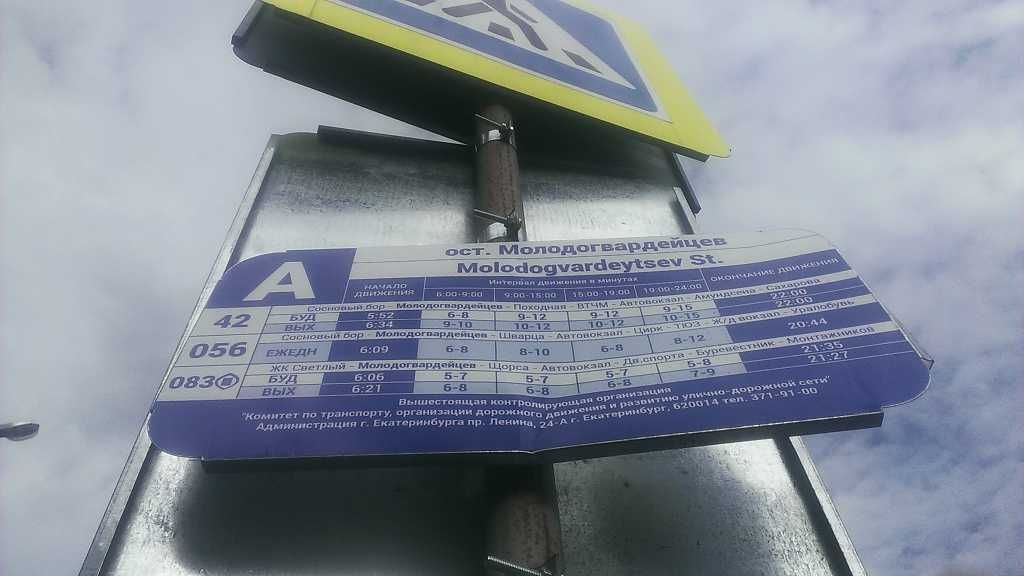 ост. Молодогвардейцев
Molodogvardeytsev St.
А
НАЧАЛО ДВИЖЕНИЯ
Интервал движения в минутах
ОКОНЧАНИЕ ДВИЖЕНИЯ
6:00-9:00 9:00-15:00 15:00-19:00 19:00-24:00
42
Сосновый бор - Молодогвардейцев - Походная - ВТЧМ - Автовокзал - Амундсена - Сахарова
БУД 5:52 6-8 9-12 9-12 9-15 22:00
ВЫХ 6:34 9-10 10-12 10-12 10-15 22:00
056
Сосновый бор - Молодогвардейцев - Шварца - Автовокзал - Цирк - ТЮЗ - Ж/д вокзал - Уралобувь
ЕЖЕДН 6:09 6-8 8-10 6-8 8-12 20:44
083
ЖК Светлый - Молодогвардейцев - Щорса - Автовокзал - Дв.спорта - Буревестник - Монтажников
БУД 6:06 5-7 5-7 5-7 5-8 21:35
ВЫХ 6:21 6-8 6-8 6-8 7-9 21:27
Вышестоящая контролирующая организация
"Комитет по транспорту, организации дорожного движения и развитию улично-дорожной сети"
Администрация г. Екатеринбурга пр. Ленина, 24-А г. Екатеринбург, 620014 тел. 371-91-00